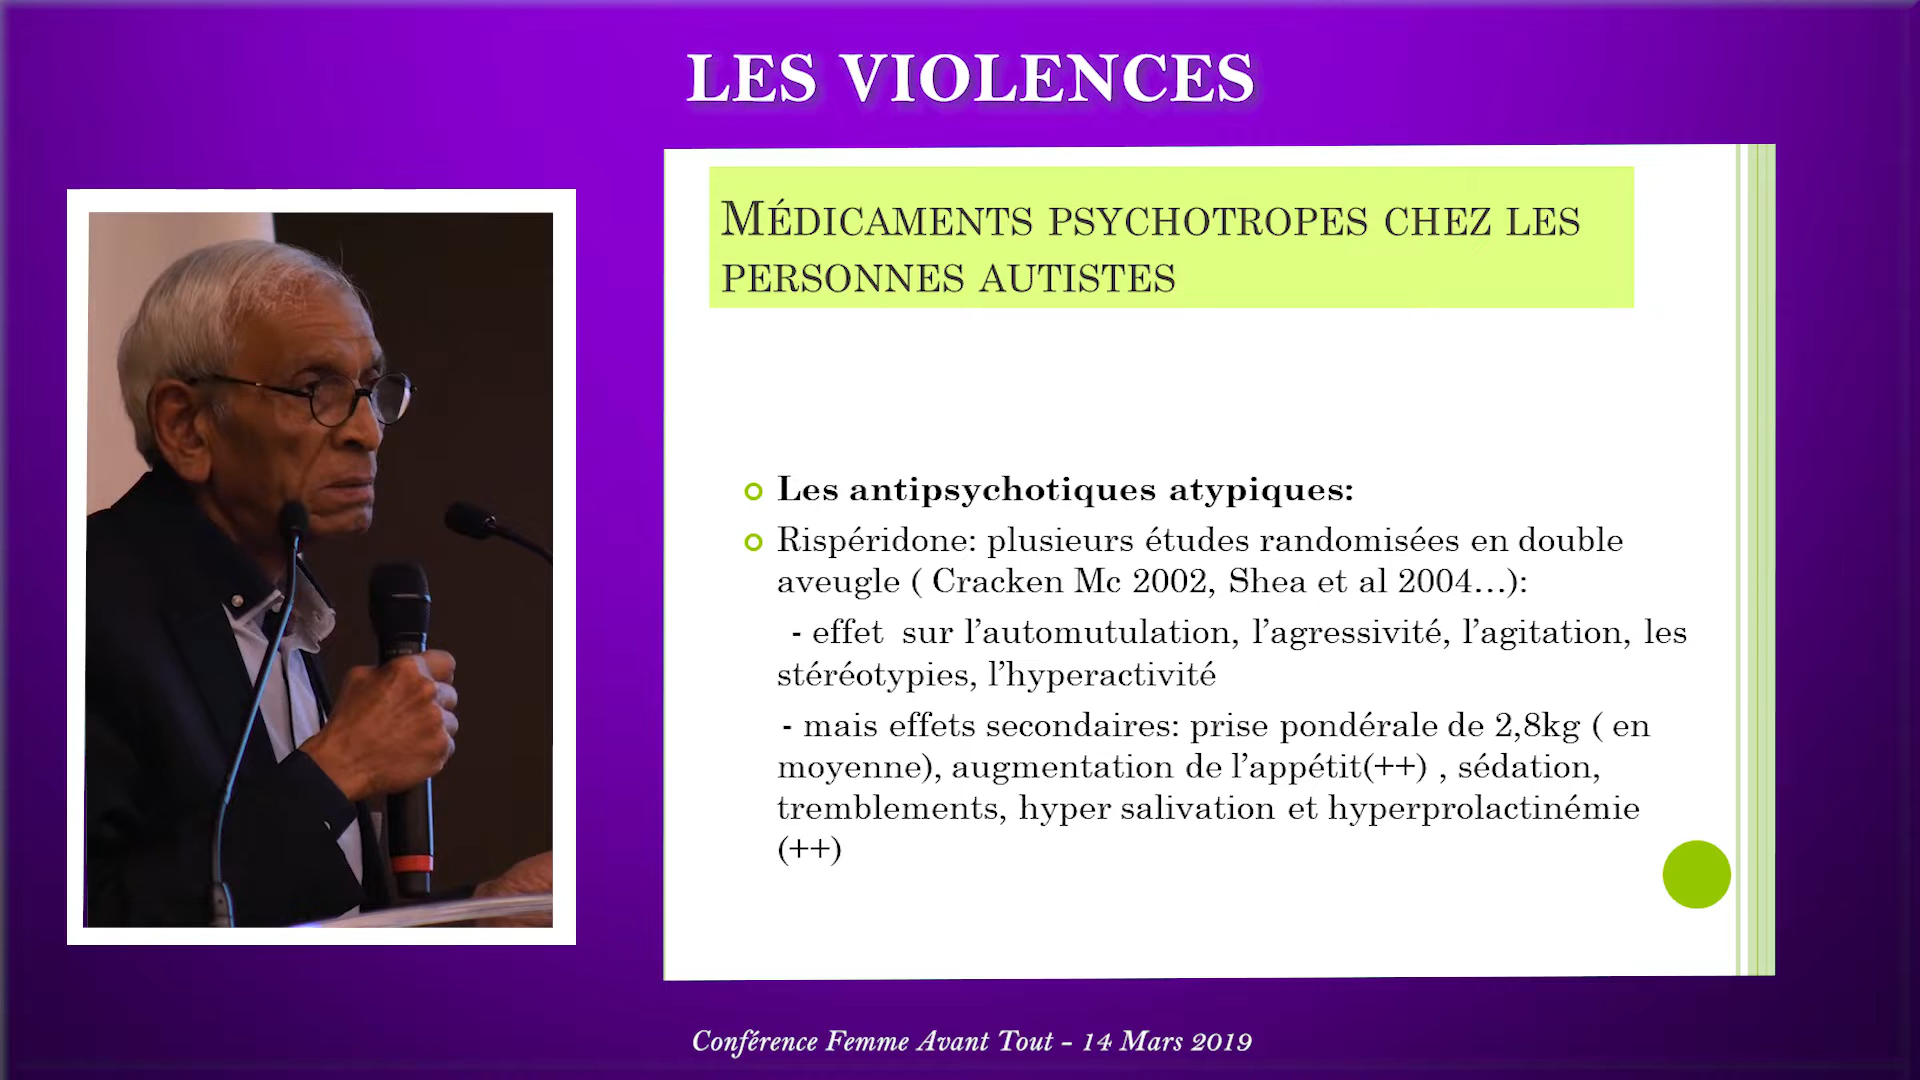 LES VIOLENCES
MÉDICAMENTS PSYCHOTROPES CHEZ LES
PERSONNES AUTISTES
Les antipsychotiques atypiques:
Rispéridone: plusieurs études randomisées en double
aveugle ( Cracken Mc 2002, Shea et al 2004...):
- effet sur l'automutulation, l'agressivité, l'agitation, les
stéréotypies, l'hyperactivité
- mais effets secondaires: prise pondérale de 2,8kg ( en
moyenne), augmentation de l'appétit(++) , sédation,
tremblements, hyper salivation et hyperprolactinémie
(++)
Conférence Femme Avant Tout - 14 Mars 2019